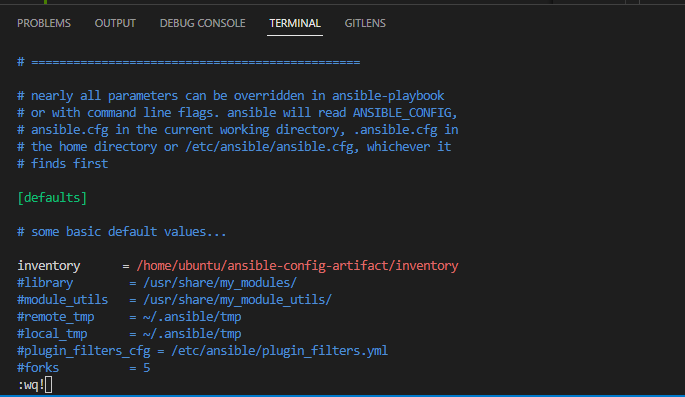 PROBLEMS OUTPUT DEBUG CONSOLE TERMINAL GITLENS
# ===============================================
# nearly all parameters can be overridden in ansible-playbook
# or with command line flags. ansible will read ANSIBLE_CONFIG,
# ansible.cfg in the current working directory, .ansible.cfg in
# the home directory or /etc/ansible/ansible.cfg, whichever it
# finds first
[defaults]
# some basic default values...
inventory      = /home/ubuntu/ansible-config-artifact/inventory
#library        = /usr/share/my_modules/
#module_utils   = /usr/share/my_module_utils/
#remote_tmp     = ~/.ansible/tmp
#local_tmp      = ~/.ansible/tmp
#plugin_filters_cfg = /etc/ansible/plugin_filters.yml
#forks          = 5
:wq!